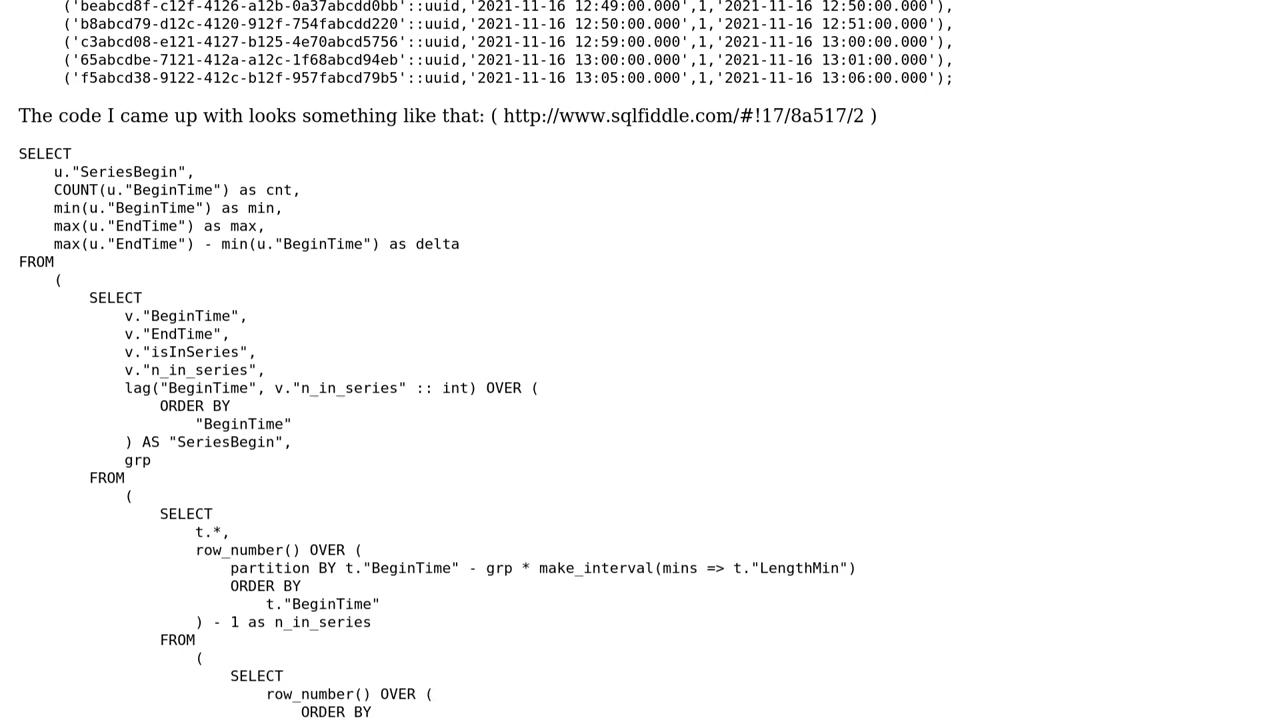 ('beabcd8f-c12f-4126-a12b-0a37abcdd0bb'::uuid,'2021-11-16 12:49:00.000',1,'2021-11-16 12:50:00.000'),
('b8abcd79-d12c-4120-912f-754fabcdd220'::uuid,'2021-11-16 12:50:00.000',1,'2021-11-16 12:51:00.000'),
('c3abcd08-e121-4127-b125-4e70abcd5756'::uuid,'2021-11-16 12:59:00.000',1,'2021-11-16 13:00:00.000'),
('65abcdbe-7121-412a-a12c-1f68abcd94eb'::uuid,'2021-11-16 13:00:00.000',1,'2021-11-16 13:01:00.000'),
('f5abcd38-9122-412c-b12f-957fabcd79b5'::uuid,'2021-11-16 13:05:00.000',1,'2021-11-16 13:06:00.000');
The code I came up with looks something like that: ( http://www.sqlfiddle.com/#!17/8a517/2 )
SELECT
u."SeriesBegin",
COUNT(u."BeginTime") as cnt,
min(u."BeginTime") as min,
max(u."EndTime") as max,
max(u."EndTime") - min(u."BeginTime") as delta
FROM
(
SELECT
v."BeginTime",
v."EndTime",
v."isInSeries",
v."n_in_series",
lag("BeginTime", v."n_in_series" :: int) OVER (
ORDER BY
"BeginTime"
) AS "SeriesBegin",
grp
FROM
(
SELECT
t.*,
row_number() OVER (
partition BY t."BeginTime" - grp * make_interval(mins => t."LengthMin")
ORDER BY
t."BeginTime"
) - 1 as n_in_series
FROM
(
SELECT
row_number() OVER (
ORDER BY